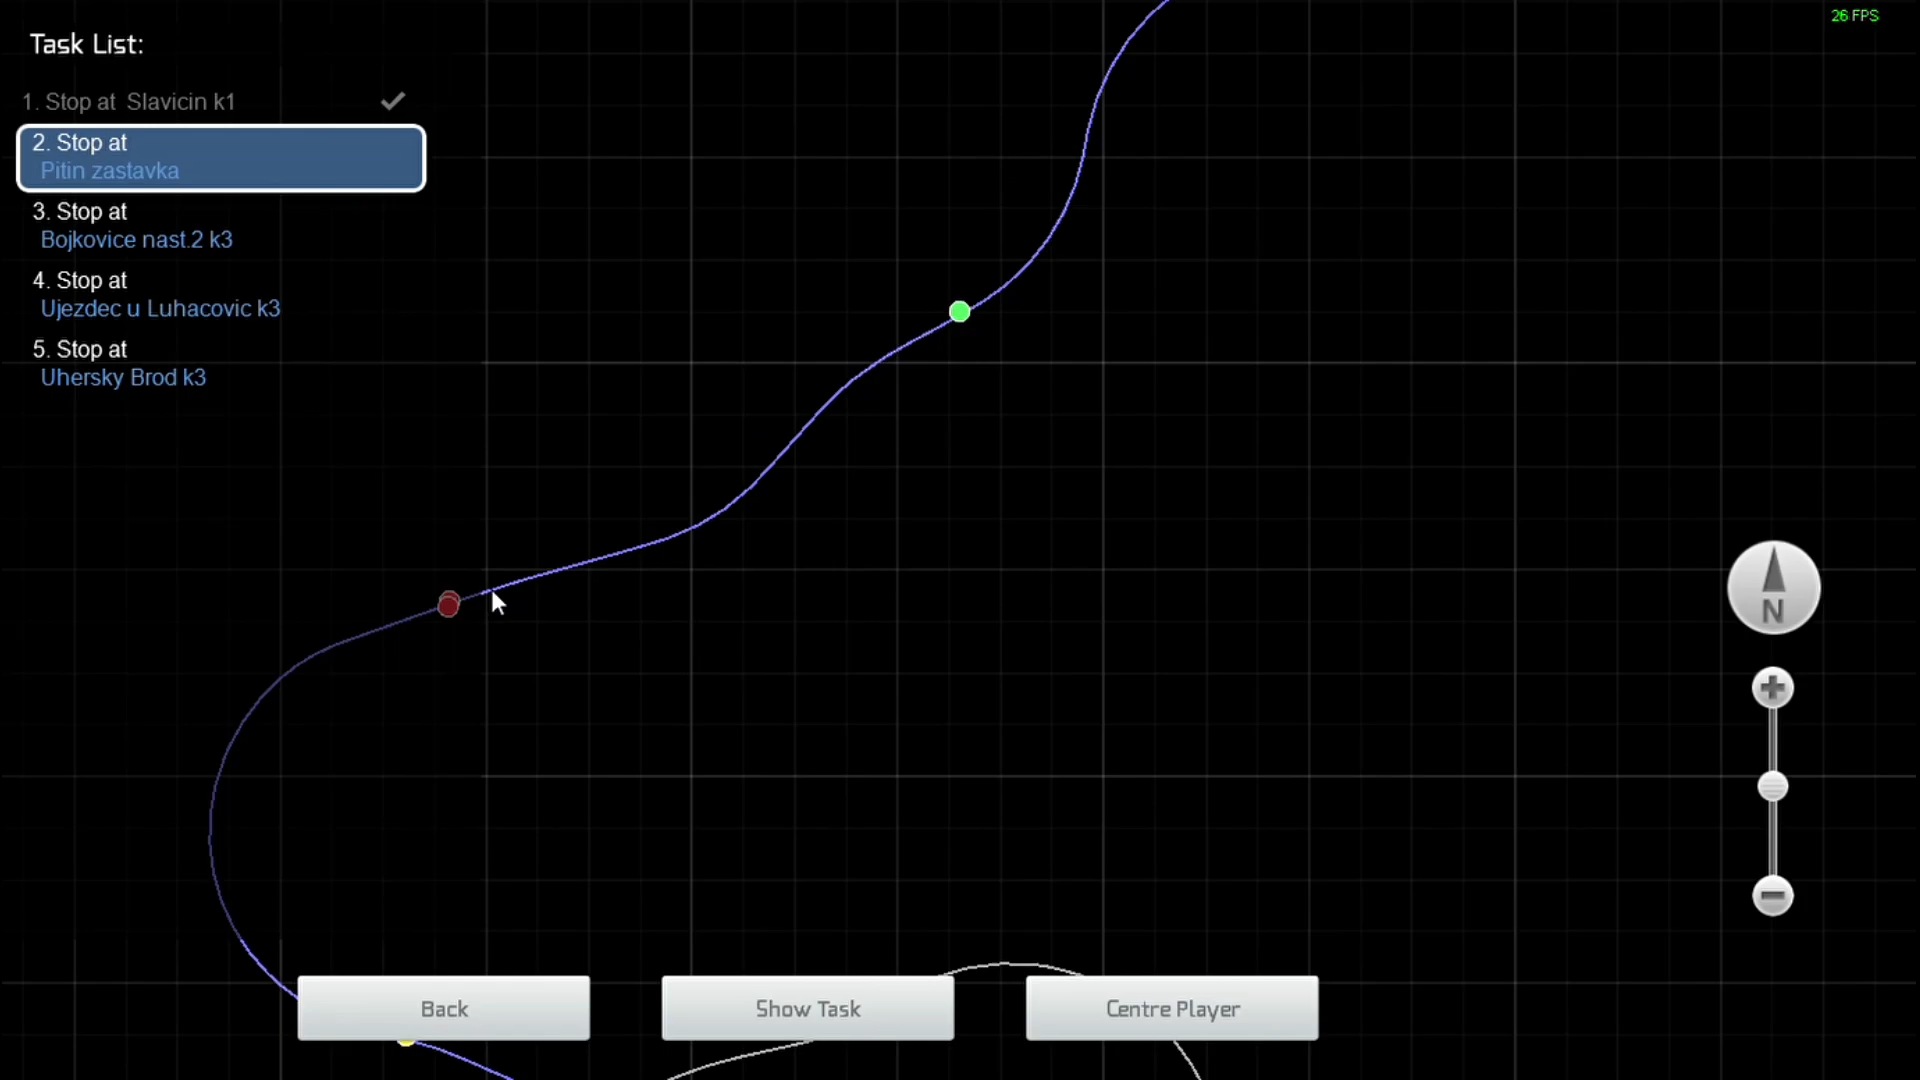 26 FPS
Task List:
1. Stop at Slavicin k1
2. Stop at
Pitin zastavka
3. Stop at
Bojkovice nast.2 k3
4. Stop at
Ujezdec u Luhacovic k3
5. Stop at
Uhersky Brod k3
N
Back
Show Task
Centre Player